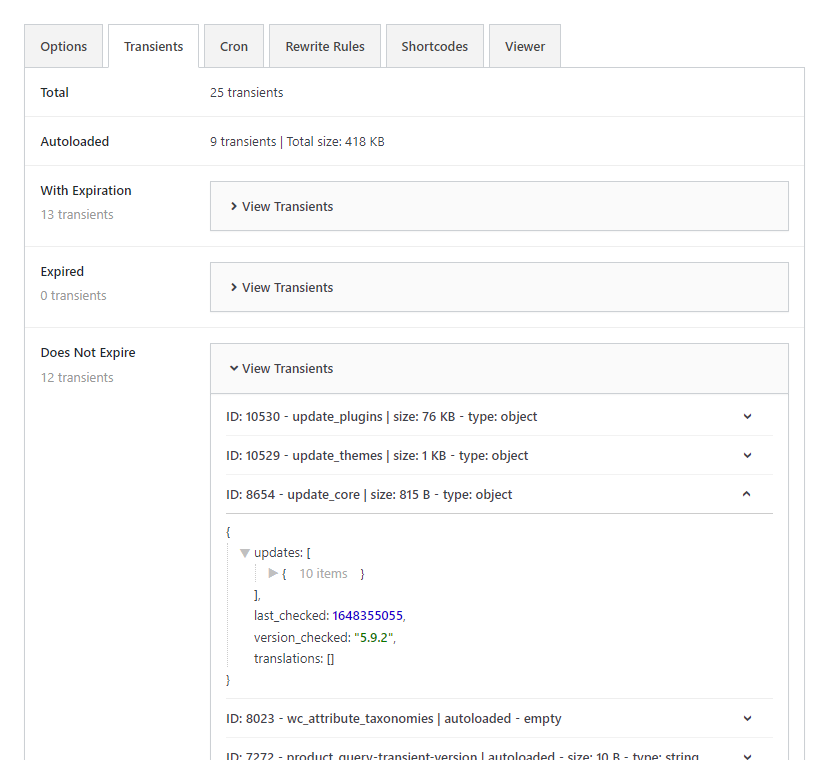 Options Transients Cron Rewrite Rules Shortcodes Viewer
Total 25 transients
Autoloaded 9 transients | Total size: 418 KB
With Expiration
13 transients
View Transients
Expired
0 transients
View Transients
Does Not Expire
12 transients
View Transients
ID: 10530 - update_plugins | size: 76 KB - type: object
ID: 10529 - update_themes | size: 1 KB - type: object
ID: 8654 - update_core | size: 815 B - type: object
{
updates: [
{ 10 items }
],
last_checked: 1648355055,
version_checked: "5.9.2",
translations: []
}
ID: 8023 - wc_attribute_taxonomies | autoloaded - empty
ID: 7272 - product_query-transient-version | autoloaded - size: 10 B - type: string